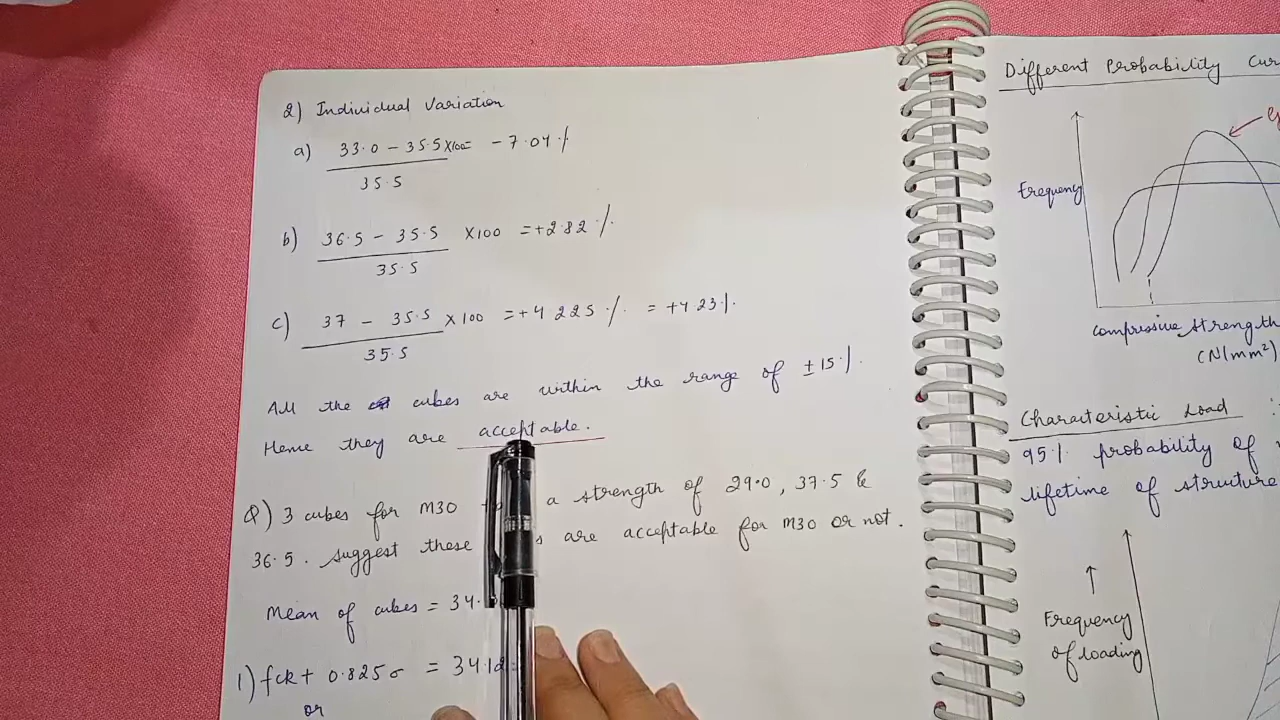 2) Individual Variation
a) 33.0 - 35.5 x100 = - 7.04 %
35.5
b) 36.5 - 35.5 x100 = +2.82 %.
35.5
c) 37 - 35.5 x100 = +4 225 %. = +4 23%.
35.5
All the cubes are within the range of ±15%.
Hence they are acceptable.
Q) 3 cubes for M30 a strength of 29.0, 37.5 &
36.5. suggest these are acceptable for M30 or not.
Mean of cubes = 34.
1) fck + 0.825σ = 34.12
or
Different Probability Cur
Frequency
compressive strength
(N/mm²)
Characteristic Load :
95% probability of
lifetime of structure
Frequency
of loading